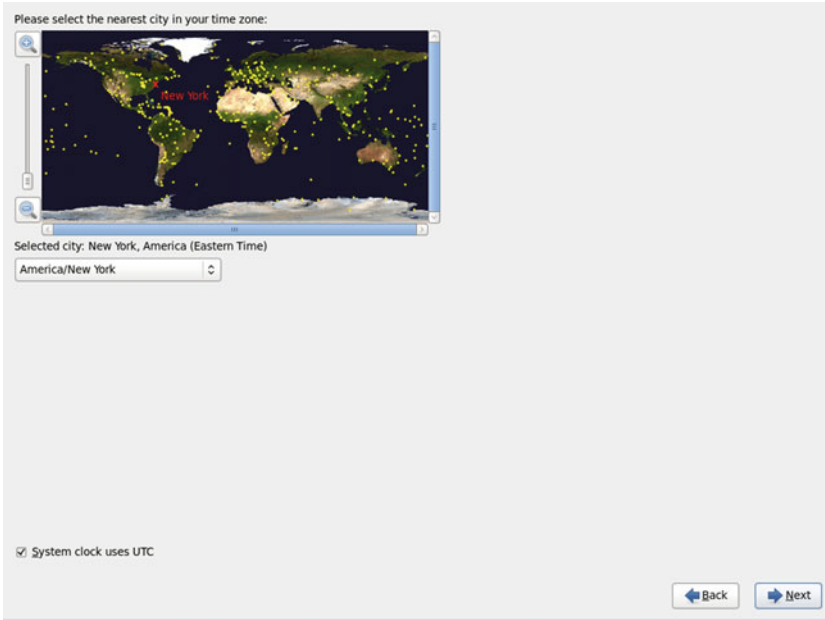 Please select the nearest city in your time zone:
New York
Selected city: New York, America (Eastern Time)
America/New York
System clock uses UTC
Back
Next